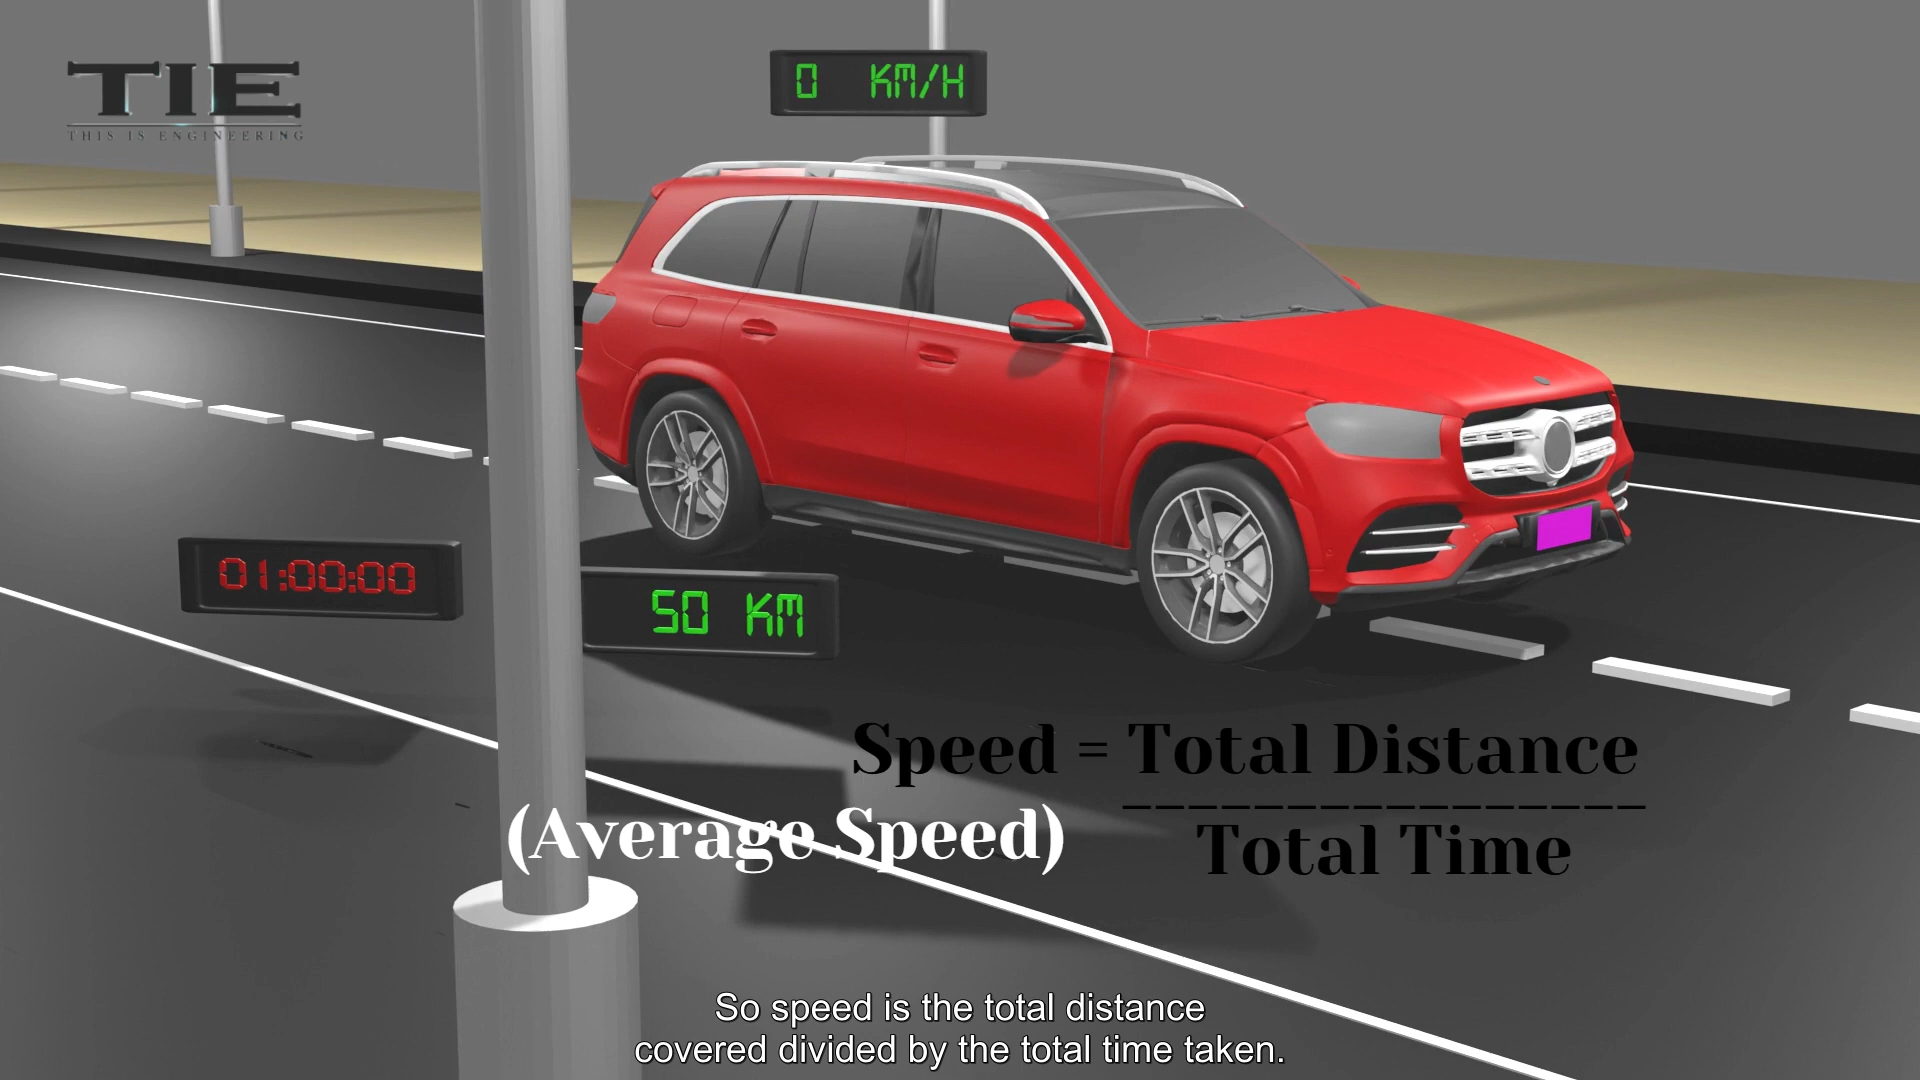 TIE
THIS IS ENGINEERING
0 KM/H
01:00:00
50 KM
Speed = Total Distance
----------------
Total Time
(Average Speed)
So speed is the total distance
covered divided by the total time taken.